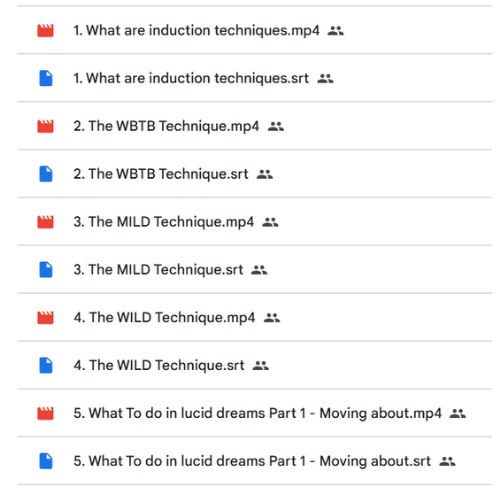 1. What are induction techniques.mp4
1. What are induction techniques.srt
2. The WBTB Technique.mp4
2. The WBTB Technique.srt
3. The MILD Technique.mp4
3. The MILD Technique.srt
4. The WILD Technique.mp4
4. The WILD Technique.srt
5. What To do in lucid dreams Part 1 - Moving about.mp4
5. What To do in lucid dreams Part 1 - Moving about.srt